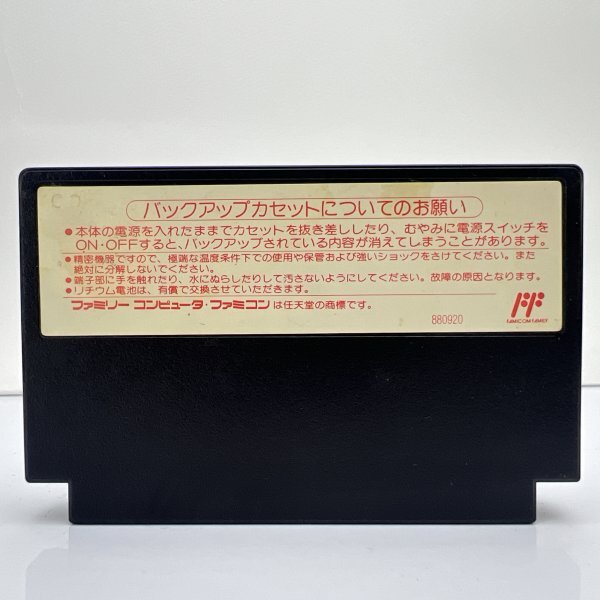 バックアップカセットについてのお願い
●本体の電源を入れたままでカセットを抜き差ししたり、むやみに電源スイッチを
ON・OFFすると、バックアップされている内容が消えてしまうことがあります。
●精密機器ですので、極端な温度条件下での使用や保管および強いショックをさけてください。また
絶対に分解しないでください。
●端子部に手を触れたり、水にぬらしたりして汚さないようにしてください。故障の原因となります。
●リチウム電池は、有償で交換させていただきます。
ファミリー コンピュータ・ファミコン は任天堂の商標です。
880920
FAMICOM FAMILY